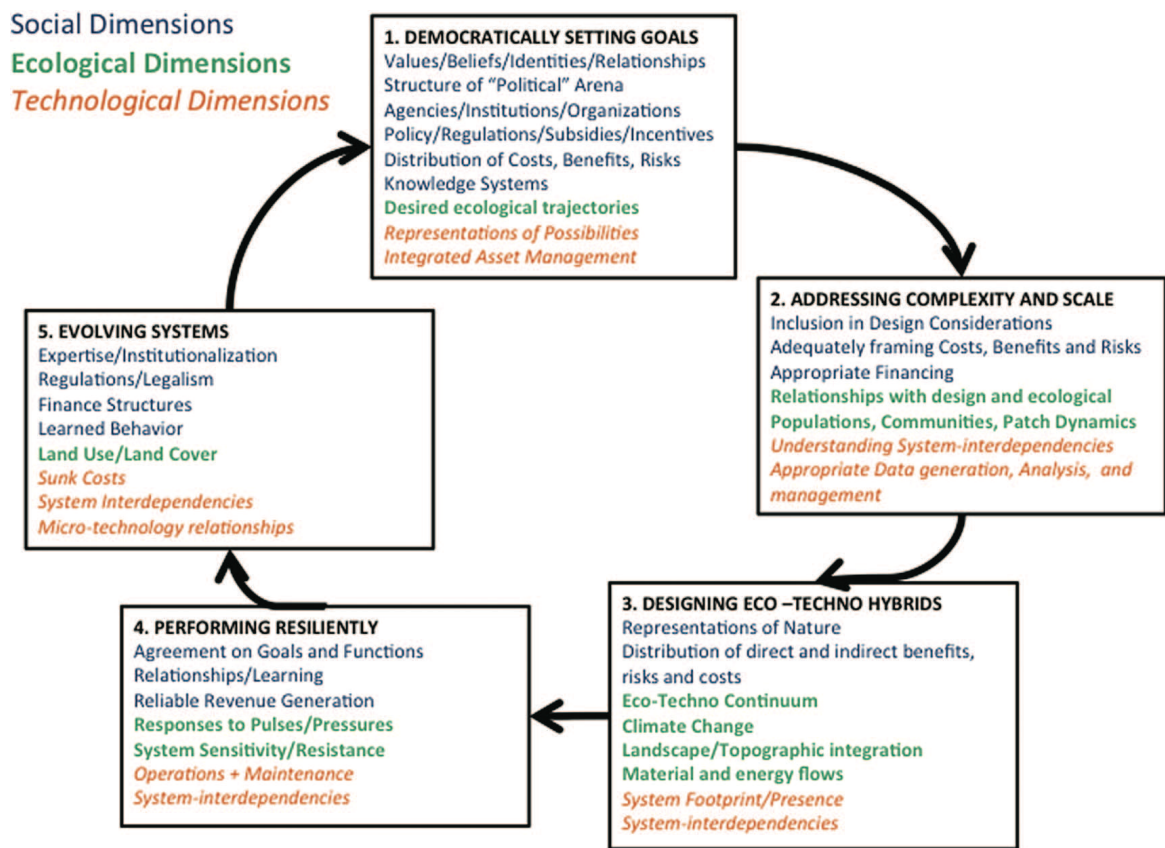 Social Dimensions
Ecological Dimensions
Technological Dimensions
1. DEMOCRATICALLY SETTING GOALS
Values/Beliefs/Identities/Relationships
Structure of “Political” Arena
Agencies/Institutions/Organizations
Policy/Regulations/Subsidies/Incentives
Distribution of Costs, Benefits, Risks
Knowledge Systems
Desired ecological trajectories
Representations of Possibilities
Integrated Asset Management
2. ADDRESSING COMPLEXITY AND SCALE
Inclusion in Design Considerations
Adequately framing Costs, Benefits and Risks
Appropriate Financing
Relationships with design and ecological
Populations, Communities, Patch Dynamics
Understanding System-interdependencies
Appropriate Data generation, Analysis, and
management
3. DESIGNING ECO –TECHNO HYBRIDS
Representations of Nature
Distribution of direct and indirect benefits,
risks and costs
Eco-Techno Continuum
Climate Change
Landscape/Topographic integration
Material and energy flows
System Footprint/Presence
System-interdependencies
4. PERFORMING RESILIENTLY
Agreement on Goals and Functions
Relationships/Learning
Reliable Revenue Generation
Responses to Pulses/Pressures
System Sensitivity/Resistance
Operations + Maintenance
System-interdependencies
5. EVOLVING SYSTEMS
Expertise/Institutionalization
Regulations/Legalism
Finance Structures
Learned Behavior
Land Use/Land Cover
Sunk Costs
System Interdependencies
Micro-technology relationships